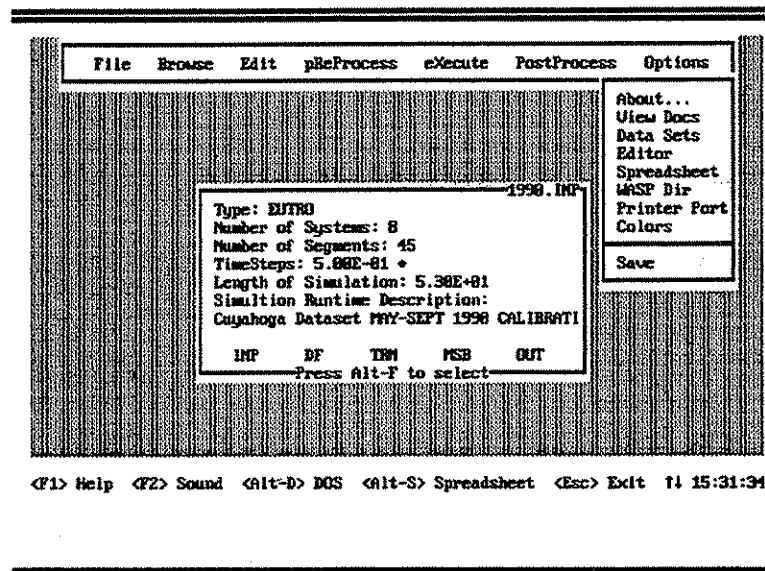 File Browse Edit pReProcess eXecute PostProcess Options
About...
View Docs
Data Sets
Editor
Spreadsheet
WASP Dir
Printer Port
Colors
Save
1990.INP
Type: EUTRO
Number of Systems: 8
Number of Segments: 45
TimeSteps: 5.00E-01 +
Length of Simulation: 5.30E+01
Simultion Runtime Description:
Cuyahoga Dataset MAY-SEPT 1990 CALIBRATI
INP DF TRN MSB OUT
Press Alt-F to select
<F1> Help <F2> Sound <Alt-D> DOS <Alt-S> Spreadsheet <Esc> Exit ↑↓ 15:31:34